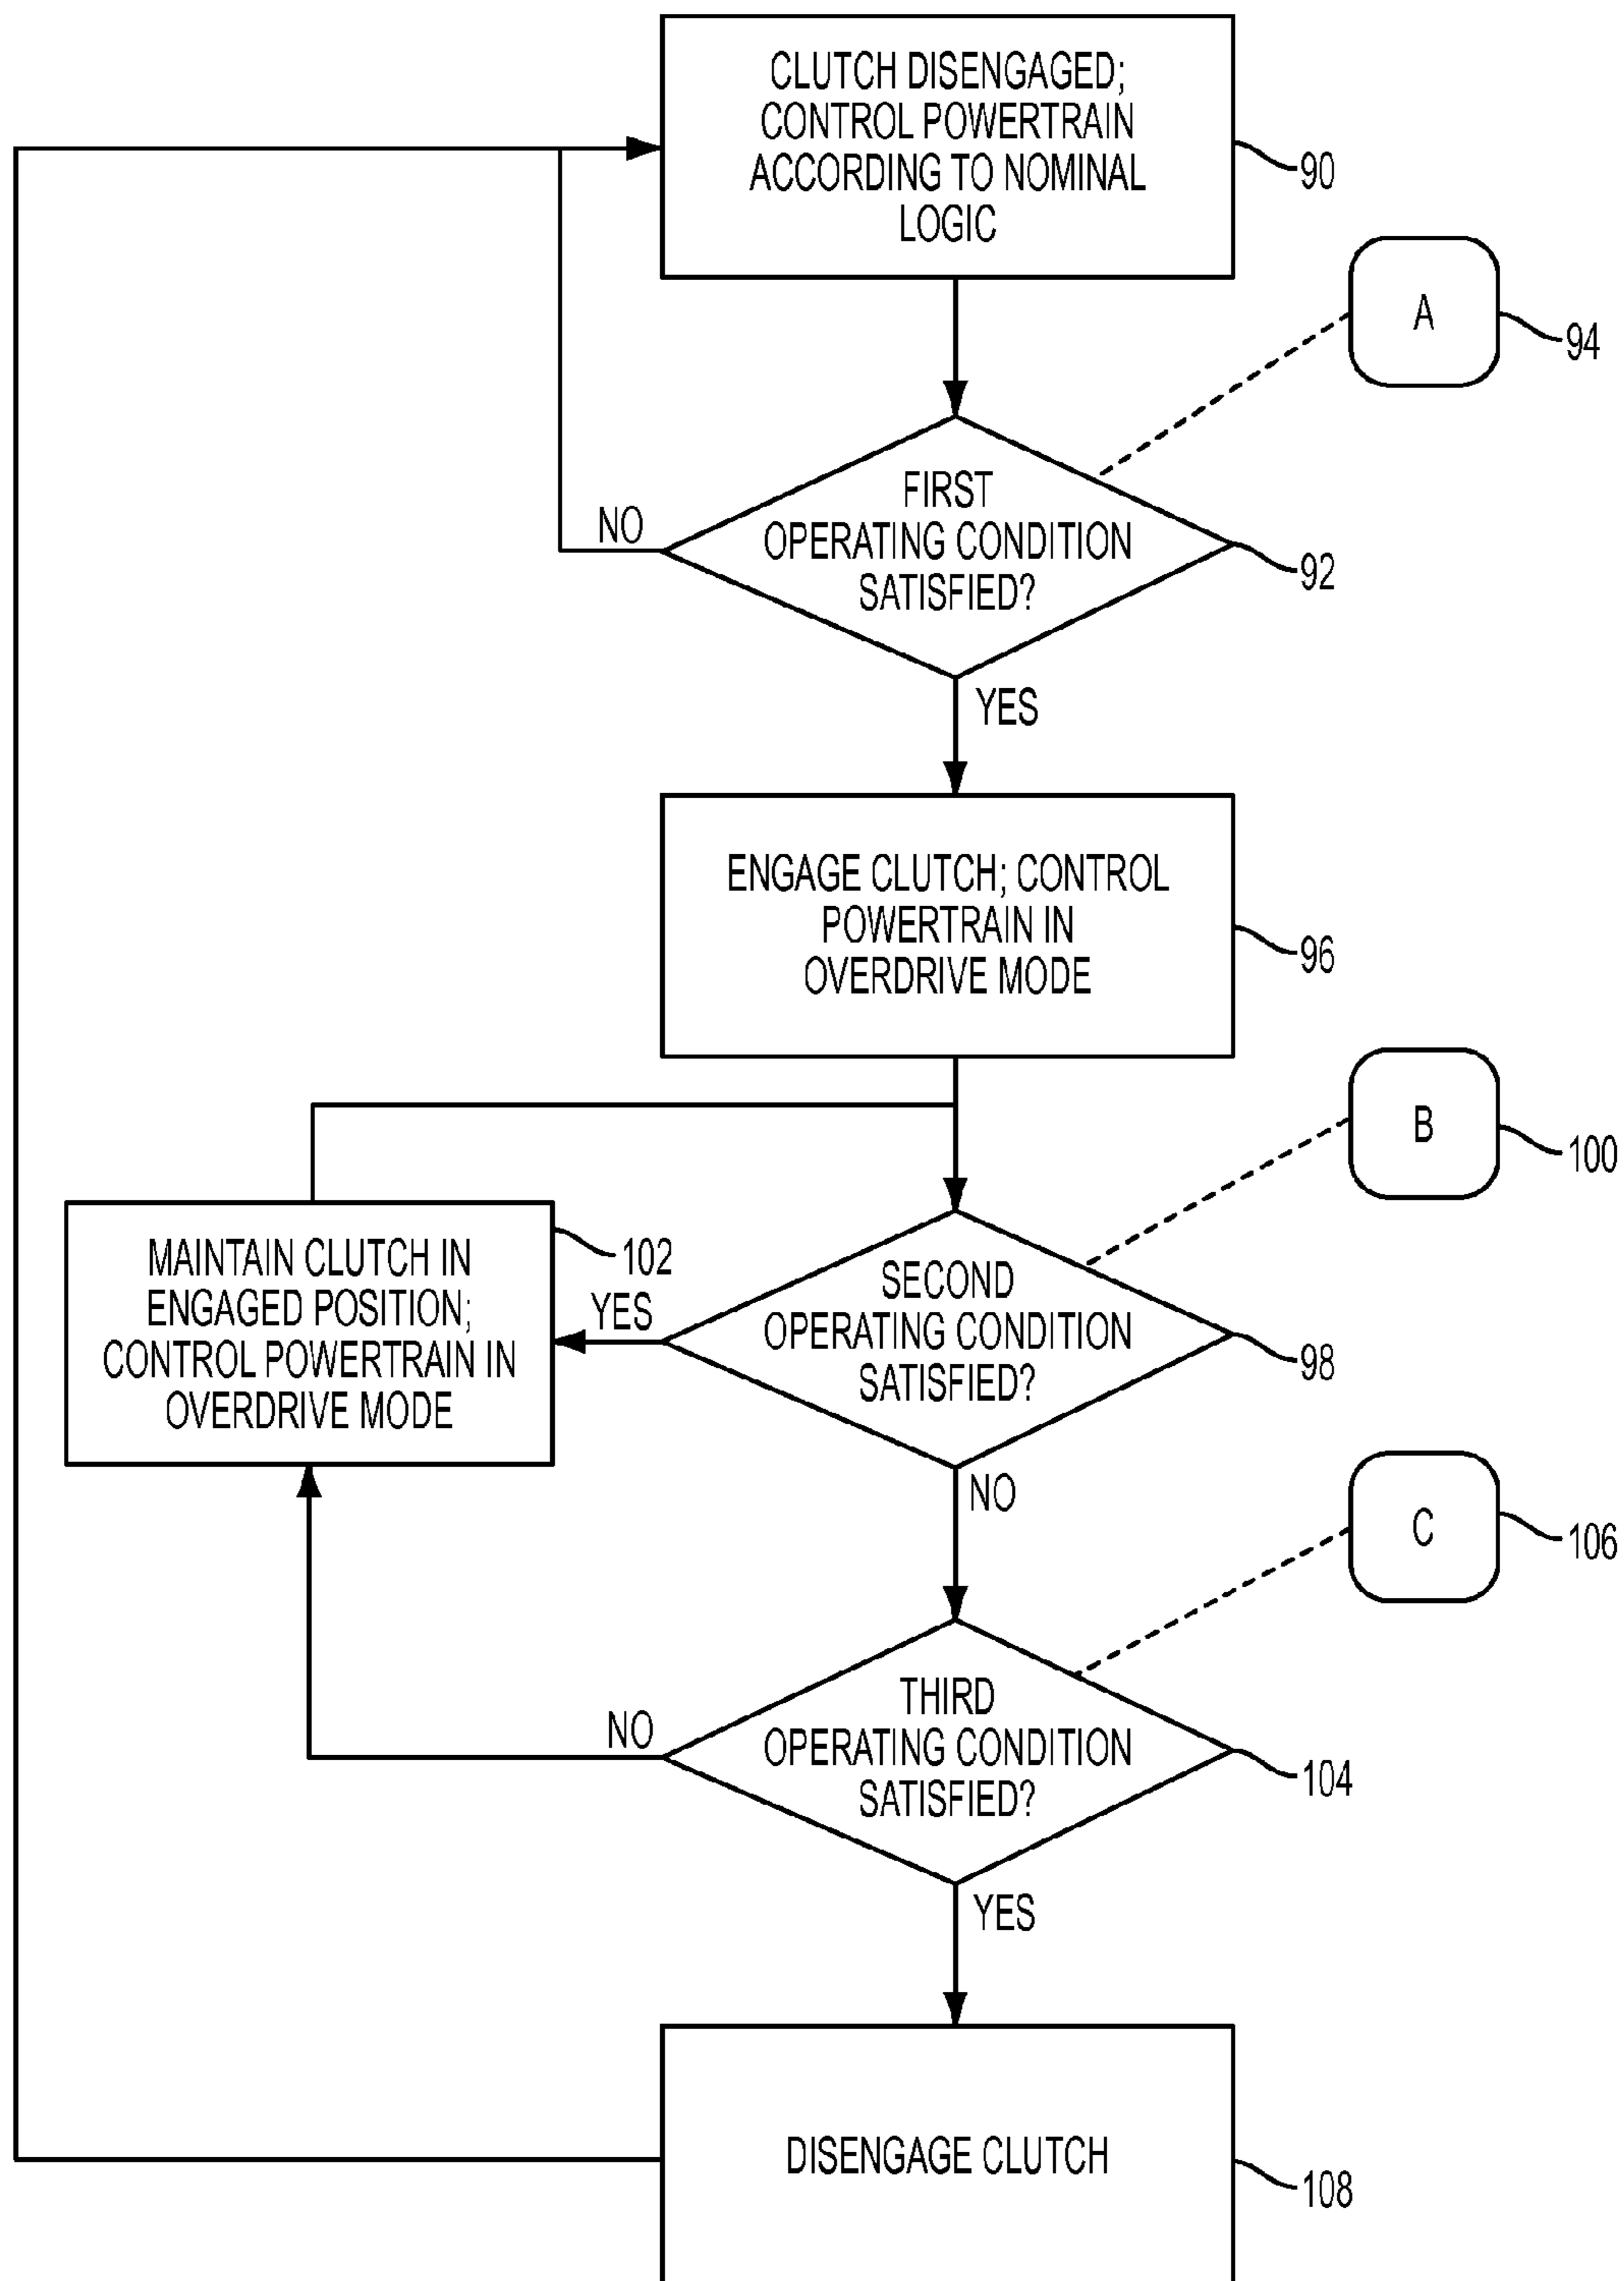 CLUTCH DISENGAGED;
CONTROL POWERTRAIN
ACCORDING TO NOMINAL
LOGIC
90
A
94
FIRST
OPERATING CONDITION
SATISFIED?
NO
92
YES
ENGAGE CLUTCH; CONTROL
POWERTRAIN IN
OVERDRIVE MODE
96
B
100
MAINTAIN CLUTCH IN
ENGAGED POSITION;
CONTROL POWERTRAIN IN
OVERDRIVE MODE
102
YES
SECOND
OPERATING CONDITION
SATISFIED?
98
NO
C
106
THIRD
OPERATING CONDITION
SATISFIED?
NO
104
YES
DISENGAGE CLUTCH
108